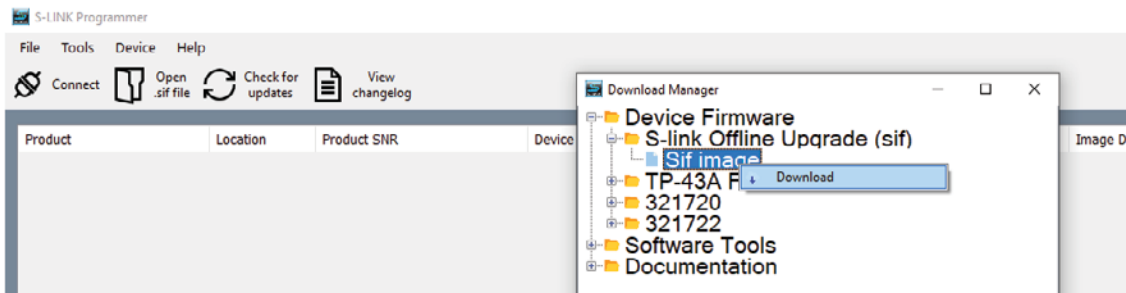 S-LINK Programmer
File Tools Device Help
Connect Open .sif file Check for updates View changelog
Download Manager
Product Location Product SNR Device Image D
Device Firmware
S-link Offline Upgrade (sif)
Sif image
Download
TP-43A F
321720
321722
Software Tools
Documentation